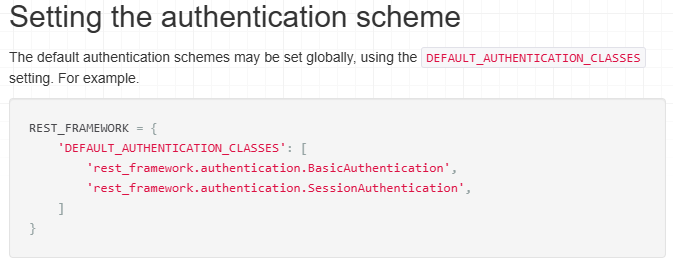 Setting the authentication scheme
The default authentication schemes may be set globally, using the DEFAULT_AUTHENTICATION_CLASSES
setting. For example.
REST_FRAMEWORK = {
    'DEFAULT_AUTHENTICATION_CLASSES': [
        'rest_framework.authentication.BasicAuthentication',
        'rest_framework.authentication.SessionAuthentication',
    ]
}